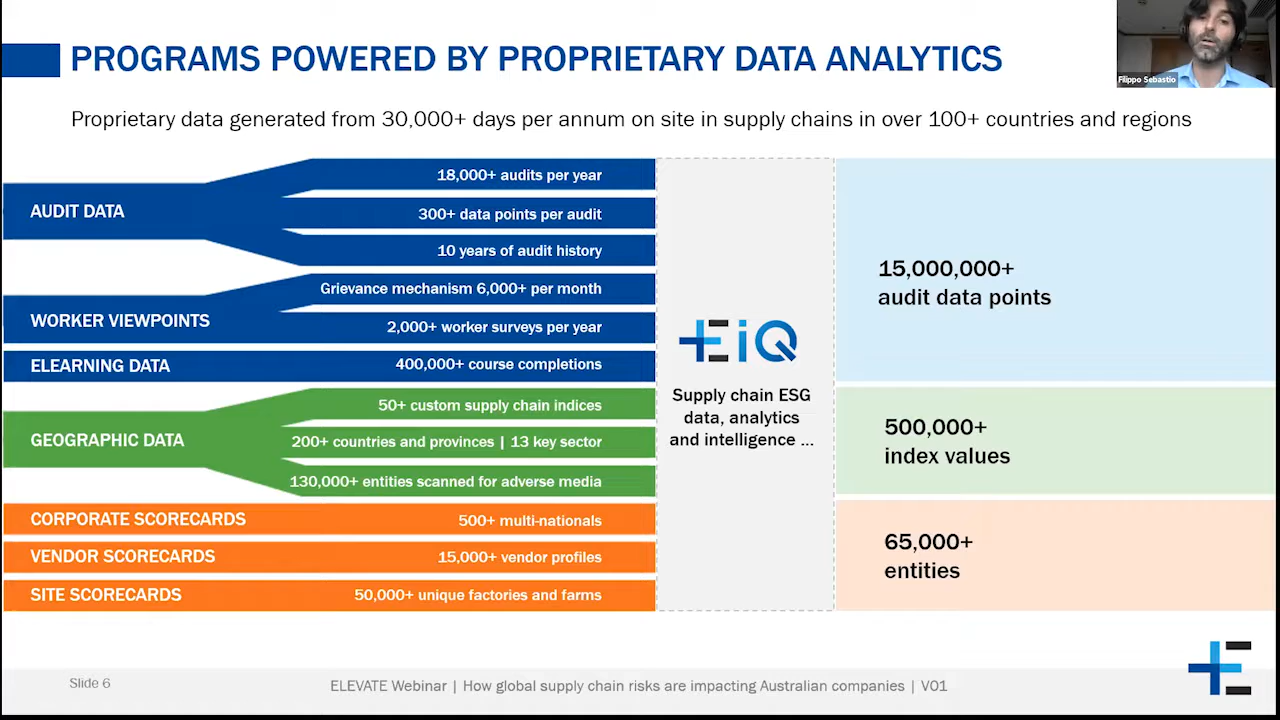 PROGRAMS POWERED BY PROPRIETARY DATA ANALYTICS
Filippo Sebastio
Proprietary data generated from 30,000+ days per annum on site in supply chains in over 100+ countries and regions
AUDIT DATA
18,000+ audits per year
300+ data points per audit
10 years of audit history
WORKER VIEWPOINTS
Grievance mechanism 6,000+ per month
2,000+ worker surveys per year
ELEARNING DATA
400,000+ course completions
GEOGRAPHIC DATA
50+ custom supply chain indices
200+ countries and provinces | 13 key sector
130,000+ entities scanned for adverse media
CORPORATE SCORECARDS
500+ multi-nationals
VENDOR SCORECARDS
15,000+ vendor profiles
SITE SCORECARDS
50,000+ unique factories and farms
EiQ
Supply chain ESG
data, analytics
and intelligence ...
15,000,000+
audit data points
500,000+
index values
65,000+
entities
Slide 6
ELEVATE Webinar | How global supply chain risks are impacting Australian companies | V01
E